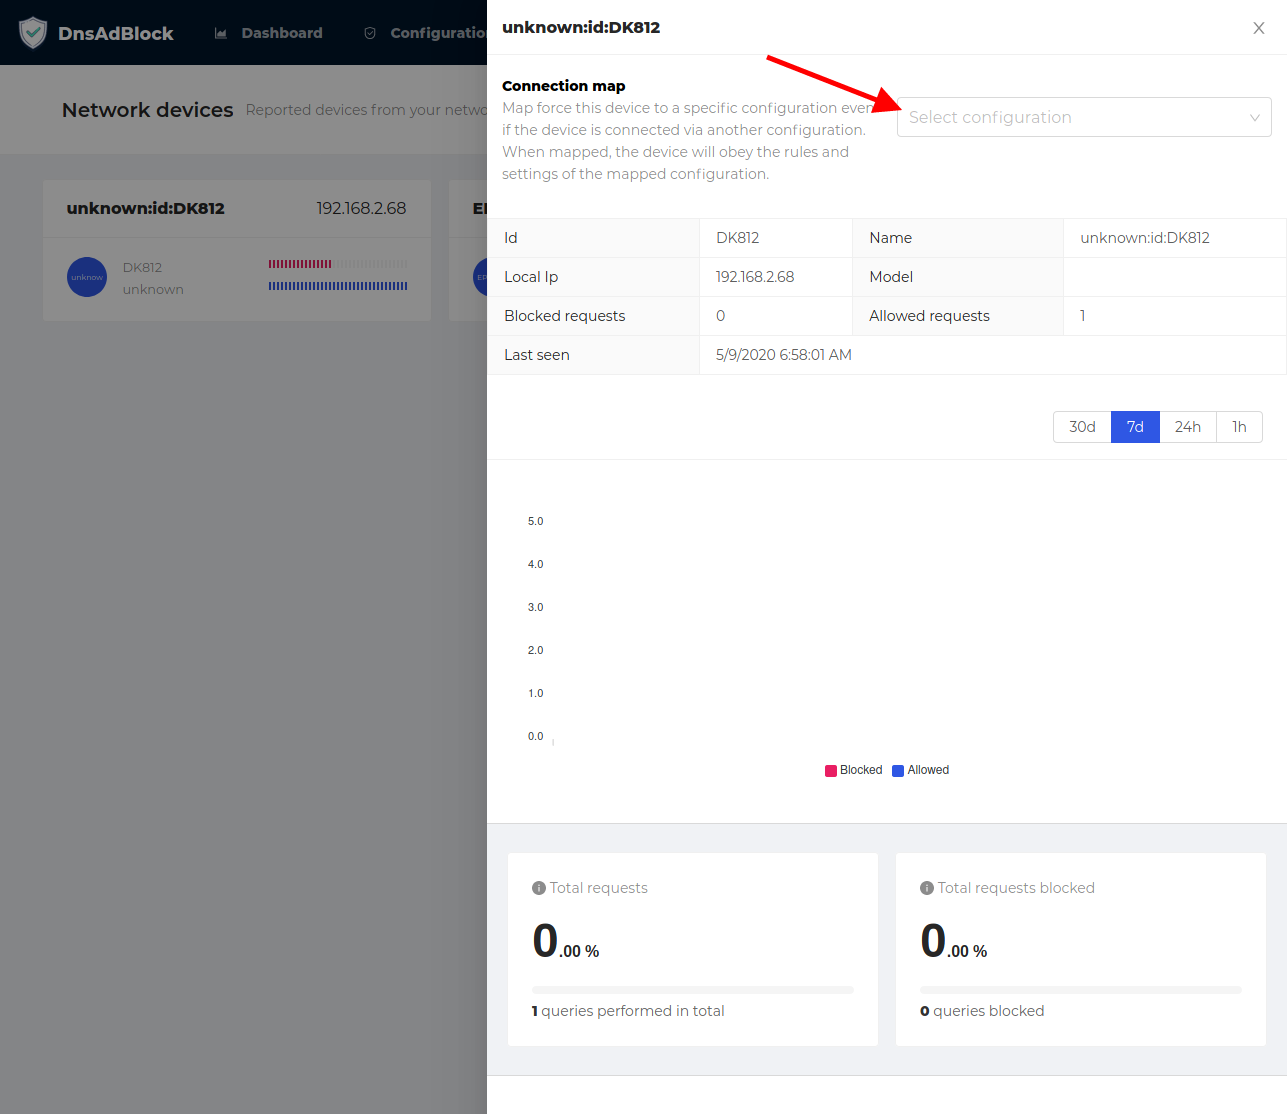 DnsAdBlock
Dashboard
Network devices
Reported devices from your
unknown:id:DK812
192.168.2.68
unknow
DK812
unknown
unknown:id:DK812
Connection map
Map force this device to a specific configuration even
if the device is connected via another configuration.
When mapped, the device will obey the rules and
settings of the mapped configuration.
Select configuration
Id
DK812
Name
unknown:id:DK812
Local Ip
192.168.2.68
Model
Blocked requests
0
Allowed requests
1
Last seen
5/9/2020 6:58:01 AM
30d
7d
24h
1h
5.0
4.0
3.0
2.0
1.0
0.0
Blocked
Allowed
Total requests
0.00 %
1 queries performed in total
Total requests blocked
0.00 %
0 queries blocked